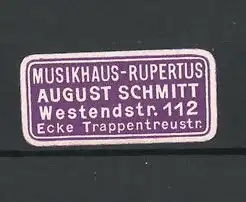 MUSIKHAUS-RUPERTUS
AUGUST SCHMITT
Westendstr. 112
Ecke Trappentreustr.